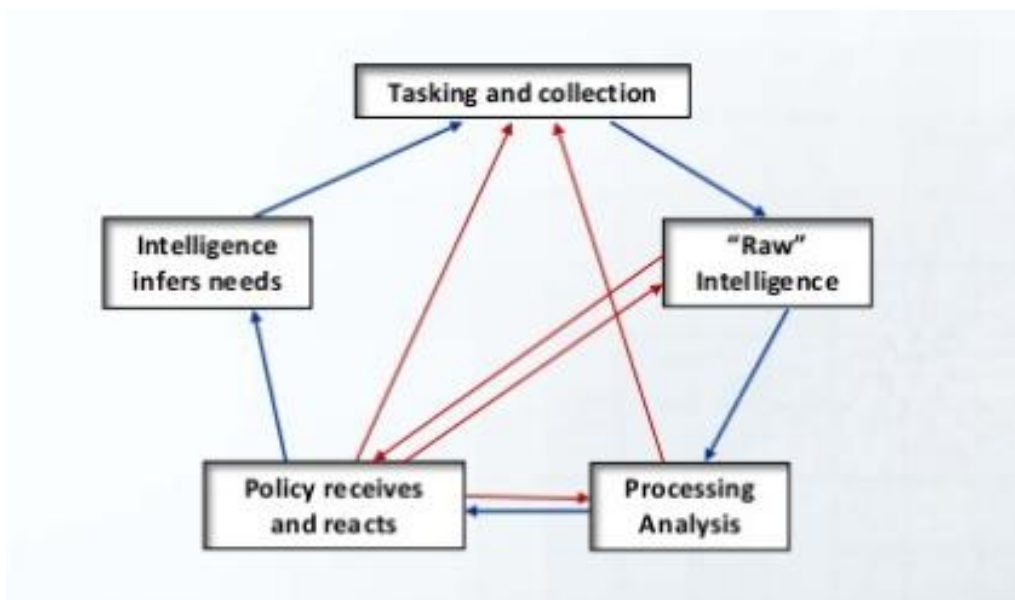 Tasking and collection
Intelligence
infers needs
“Raw”
Intelligence
Policy receives
and reacts
Processing
Analysis